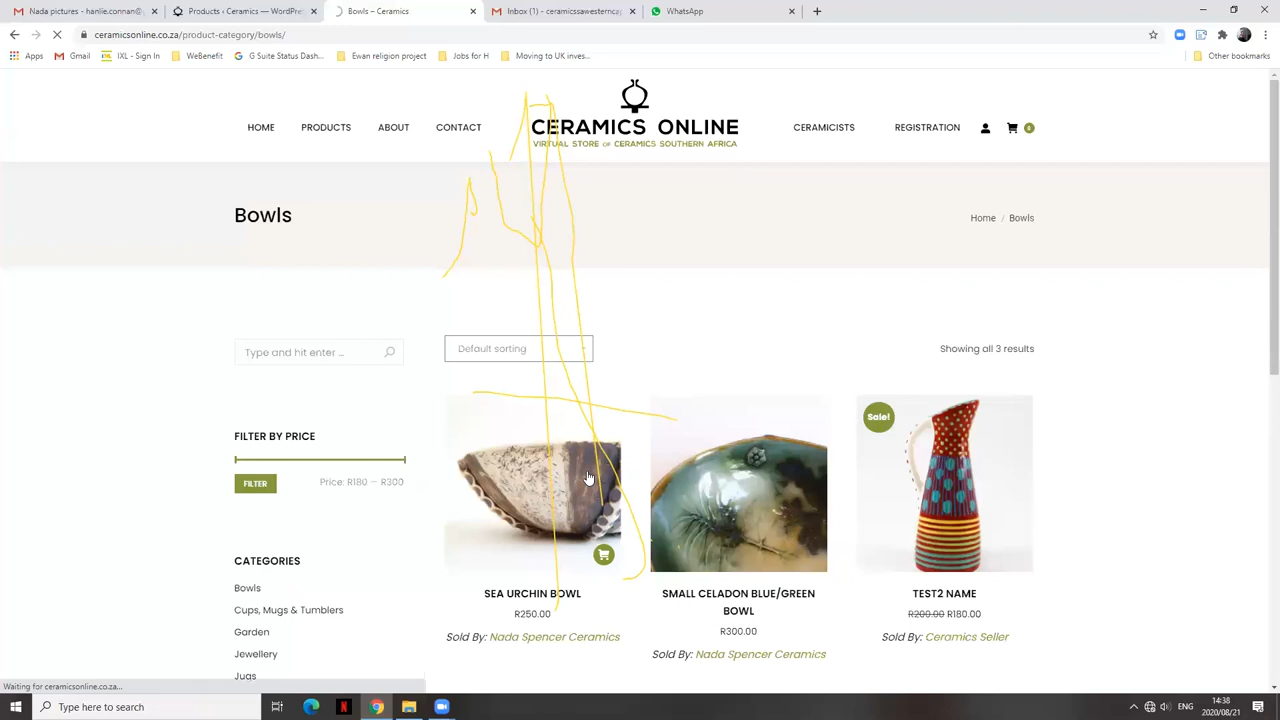 Nada pictures - liz.connan@
WordPress
Bowls – Ceramics
Inbox (1) - westernca
WhatsApp
ceramicsonline.co.za/product-category/bowls/
Apps Gmail IXL - Sign In WeBenefit G Suite Status Dash... Ewan religion project Jobs for H Moving to UK inves... Other bookmarks
HOME PRODUCTS ABOUT CONTACT CERAMICS ONLINE CERAMICISTS REGISTRATION 0
VIRTUAL STORE OF CERAMICS SOUTHERN AFRICA
Bowls
Home / Bowls
Type and hit enter ...
Default sorting
Showing all 3 results
FILTER BY PRICE
FILTER
Price: R180 — R300
CATEGORIES
Bowls
Cups, Mugs & Tumblers
Garden
Jewellery
Jugs
SEA URCHIN BOWL
R250.00
Sold By: Nada Spencer Ceramics
SMALL CELADON BLUE/GREEN
BOWL
R300.00
Sold By: Nada Spencer Ceramics
Sale!
TEST2 NAME
R200.00 R180.00
Sold By: Ceramics Seller
Waiting for ceramicsonline.co.za...
Type here to search
ENG
14:38
2020/08/21